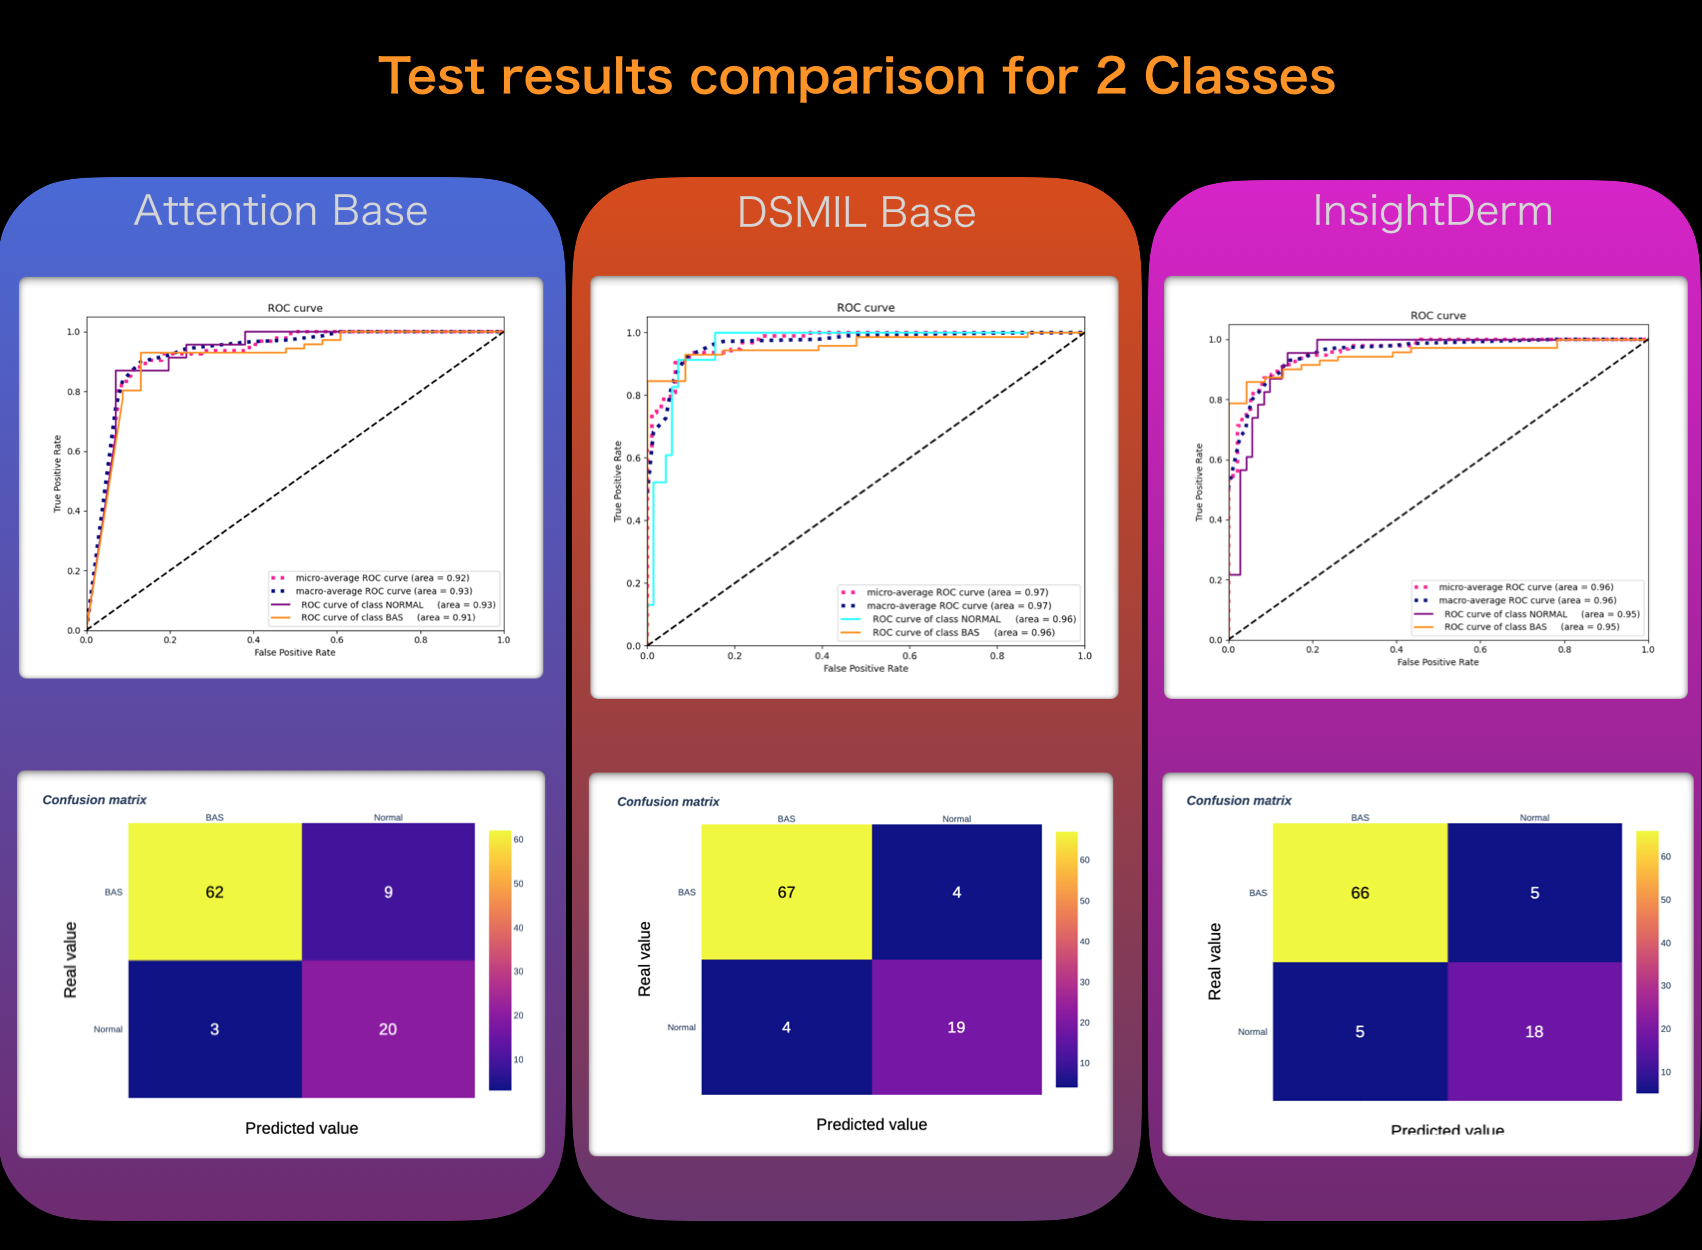 Test results comparison for 2 Classes
Attention Base
ROC curve
1.0
0.8
0.6
0.4
0.2
0.0
True Positive Rate
0.0 0.2 0.4 0.6 0.8 1.0
False Positive Rate
micro-average ROC curve (area = 0.92)
macro-average ROC curve (area = 0.93)
ROC curve of class NORMAL (area = 0.93)
ROC curve of class BAS (area = 0.91)
Confusion matrix
BAS Normal
BAS 62 9
Normal 3 20
Real value
Predicted value
60
50
40
30
20
10
DSMIL Base
ROC curve
1.0
0.8
0.6
0.4
0.2
0.0
True Positive Rate
0.0 0.2 0.4 0.6 0.8 1.0
False Positive Rate
micro-average ROC curve (area = 0.97)
macro-average ROC curve (area = 0.97)
ROC curve of class NORMAL (area = 0.96)
ROC curve of class BAS (area = 0.96)
Confusion matrix
BAS Normal
BAS 67 4
Normal 4 19
Real value
Predicted value
60
50
40
30
20
10
InsightDerm
ROC curve
1.0
0.8
0.6
0.4
0.2
0.0
True Positive Rate
0.0 0.2 0.4 0.6 0.8 1.0
False Positive Rate
micro-average ROC curve (area = 0.96)
macro-average ROC curve (area = 0.96)
ROC curve of class NORMAL (area = 0.95)
ROC curve of class BAS (area = 0.95)
Confusion matrix
BAS Normal
BAS 66 5
Normal 5 18
Real value
Predicted value
60
50
40
30
20
10